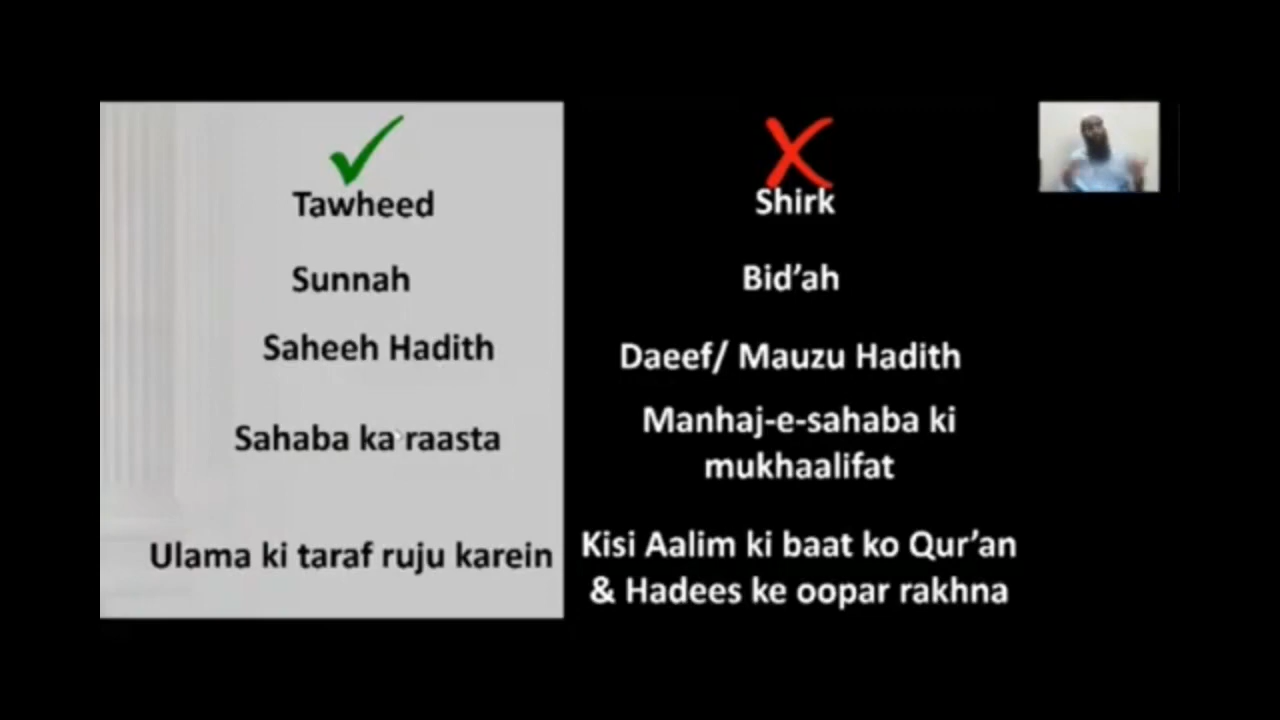 Tawheed
Sunnah
Saheeh Hadith
Sahaba ka raasta
Ulama ki taraf ruju karein
Shirk
Bid’ah
Daeef/ Mauzu Hadith
Manhaj-e-sahaba ki
mukhaalifat
Kisi Aalim ki baat ko Qur’an
& Hadees ke oopar rakhna